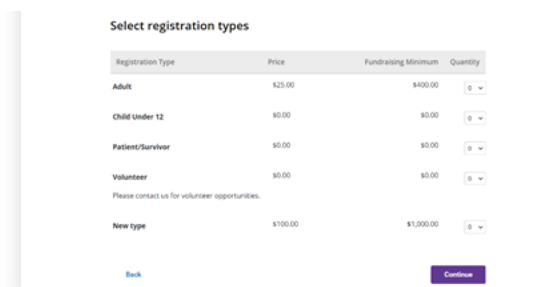 Select registration types
Registration Type Price Fundraising Minimum Quantity
Adult $25.00 $400.00 0
Child Under 12 $0.00 $0.00 0
Patient/Survivor $0.00 $0.00 0
Volunteer $0.00 $0.00 0
Please contact us for volunteer opportunities.
New type $100.00 $1,000.00 0
Back Continue